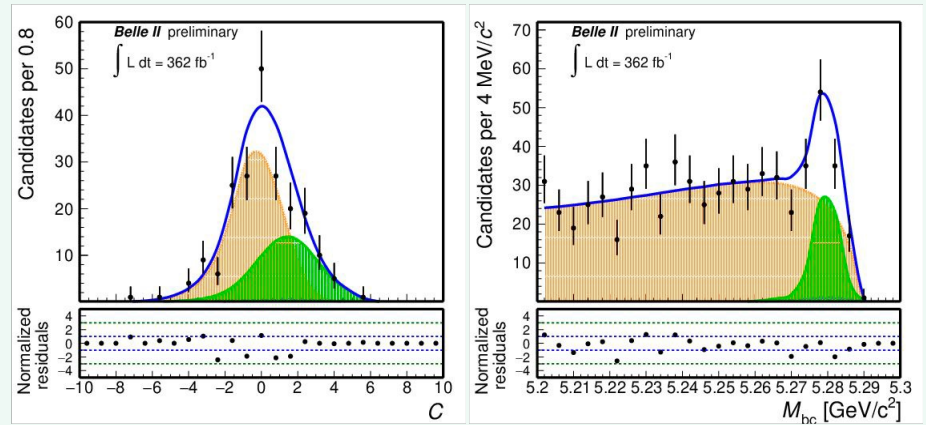 Candidates per 0.8
60
50
40
30
20
10
Belle II preliminary
∫ L dt = 362 fb⁻¹
Normalized
residuals
4
2
0
−2
−4
−10 −8 −6 −4 −2 0 2 4 6 8 10
C
Candidates per 4 MeV/c²
70
60
50
40
30
20
10
Belle II preliminary
∫ L dt = 362 fb⁻¹
Normalized
residuals
4
2
0
−2
−4
5.2 5.21 5.22 5.23 5.24 5.25 5.26 5.27 5.28 5.29 5.3
M_bc [GeV/c²]